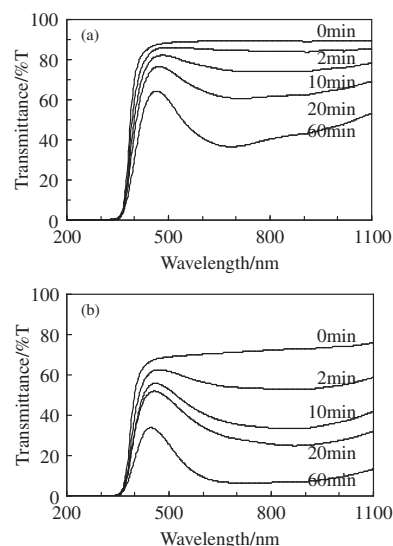 (a)
Transmittance/%T
100
80
60
40
20
0
0min
2min
10min
20min
60min
200
500
800
1100
Wavelength/nm
(b)
Transmittance/%T
100
80
60
40
20
0
0min
2min
10min
20min
60min
200
500
800
1100
Wavelength/nm